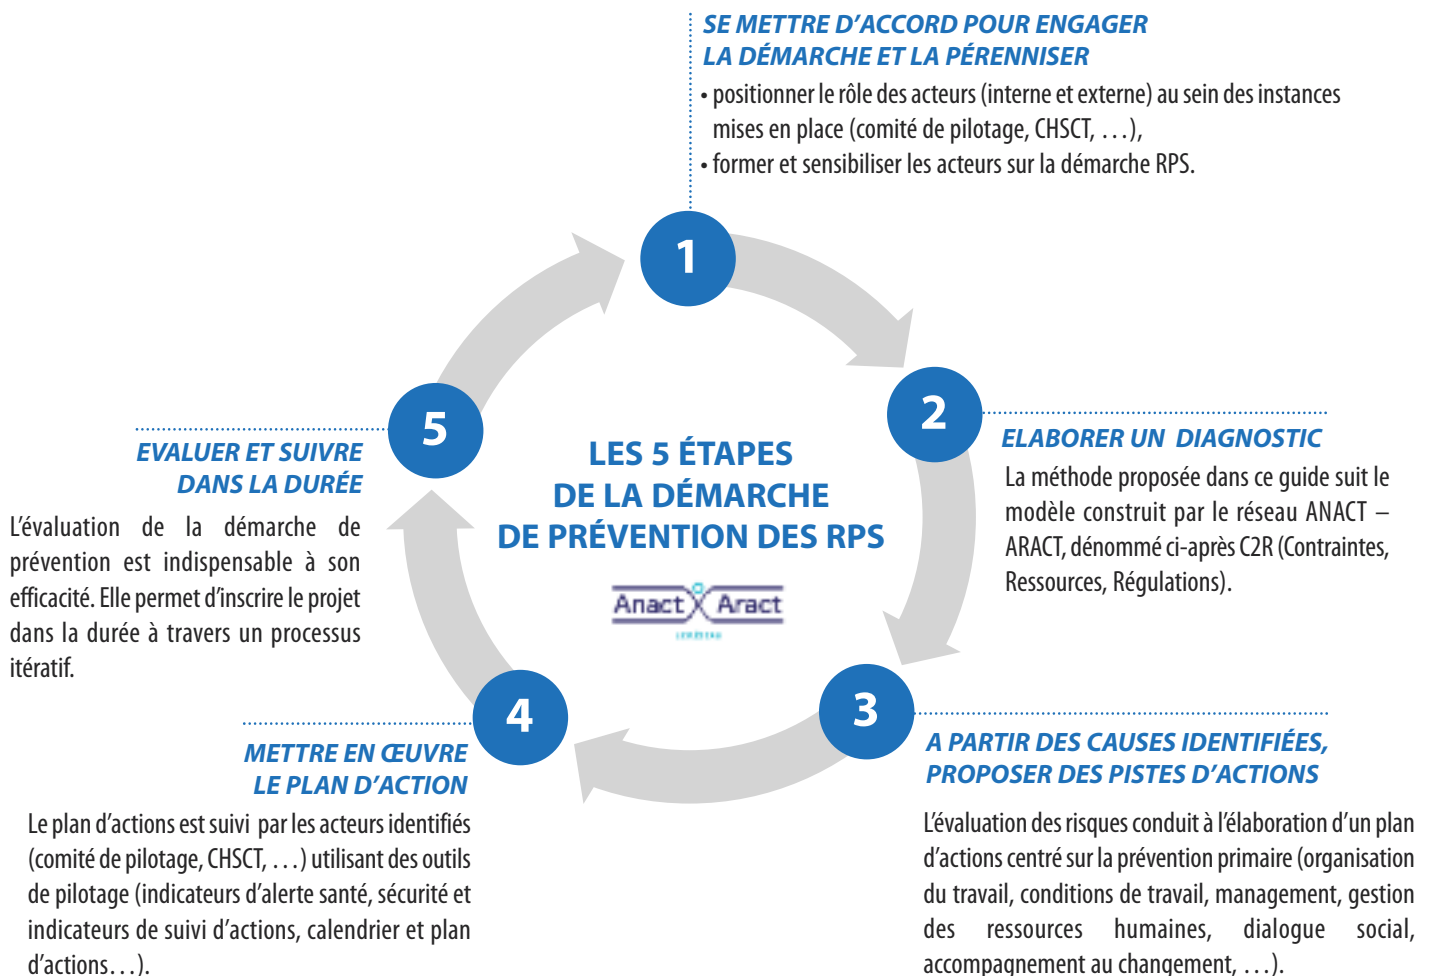 SE METTRE D'ACCORD POUR ENGAGER
LA DÉMARCHE ET LA PÉRENNISER
• positionner le rôle des acteurs (interne et externe) au sein des instances
mises en place (comité de pilotage, CHSCT, …),
• former et sensibiliser les acteurs sur la démarche RPS.
1
2
ELABORER UN DIAGNOSTIC
La méthode proposée dans ce guide suit le
modèle construit par le réseau ANACT –
ARACT, dénommé ci-après C2R (Contraintes,
Ressources, Régulations).
3
A PARTIR DES CAUSES IDENTIFIÉES,
PROPOSER DES PISTES D'ACTIONS
L'évaluation des risques conduit à l'élaboration d'un plan
d'actions centré sur la prévention primaire (organisation
du travail, conditions de travail, management, gestion
des ressources humaines, dialogue social,
accompagnement au changement, …).
4
METTRE EN ŒUVRE
LE PLAN D'ACTION
Le plan d'actions est suivi par les acteurs identifiés
(comité de pilotage, CHSCT, …) utilisant des outils
de pilotage (indicateurs d'alerte santé, sécurité et
indicateurs de suivi d'actions, calendrier et plan
d'actions…).
5
EVALUER ET SUIVRE
DANS LA DURÉE
L'évaluation de la démarche de
prévention est indispensable à son
efficacité. Elle permet d'inscrire le projet
dans la durée à travers un processus
itératif.
LES 5 ÉTAPES
DE LA DÉMARCHE
DE PRÉVENTION DES RPS
Anact Aract